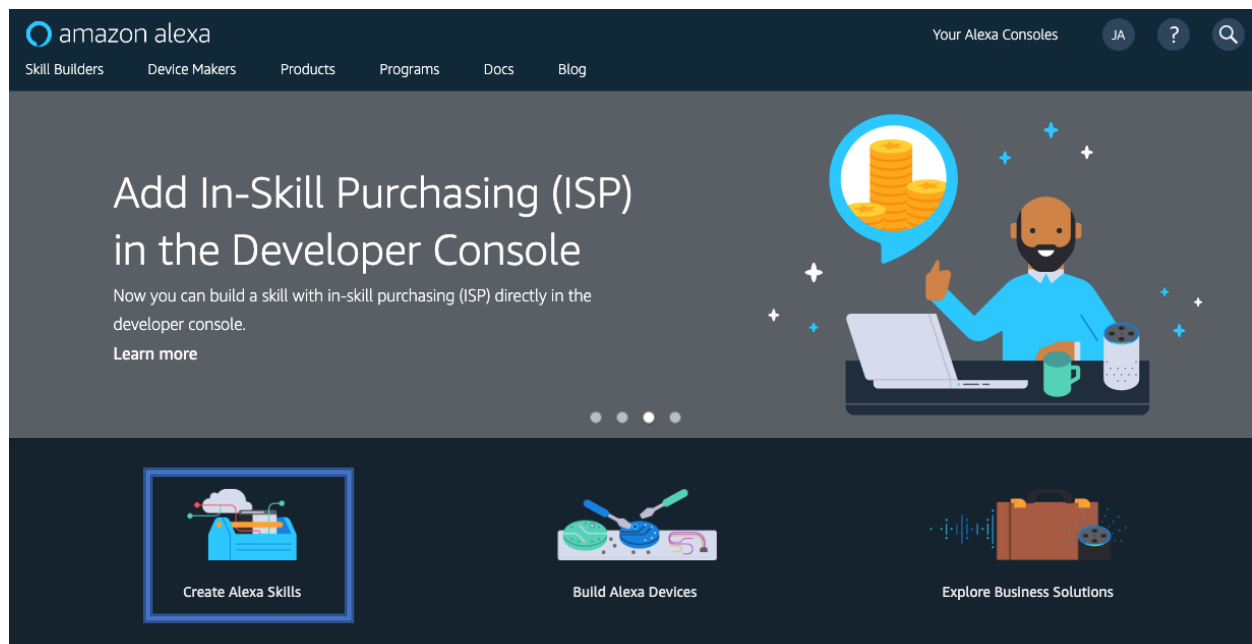 amazon alexa
Your Alexa Consoles
JA
?
Skill Builders
Device Makers
Products
Programs
Docs
Blog
Add In-Skill Purchasing (ISP)
in the Developer Console
Now you can build a skill with in-skill purchasing (ISP) directly in the
developer console.
Learn more
Create Alexa Skills
Build Alexa Devices
Explore Business Solutions